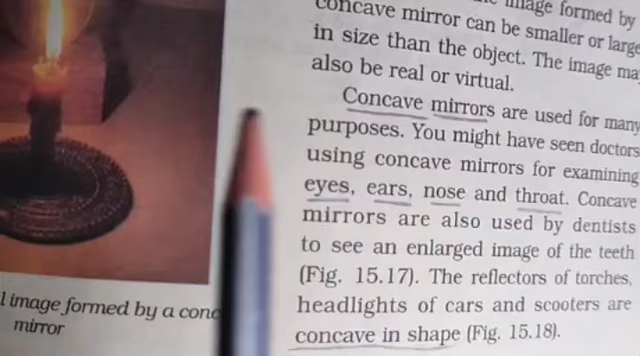 image formed by
concave mirror can be smaller or large
in size than the object. The image ma
also be real or virtual.
Concave mirrors are used for many
purposes. You might have seen doctors
using concave mirrors for examining
eyes, ears, nose and throat. Concave
mirrors are also used by dentists
to see an enlarged image of the teeth
(Fig. 15.17). The reflectors of torches,
headlights of cars and scooters are
concave in shape (Fig. 15.18).
l image formed by a conc
mirror